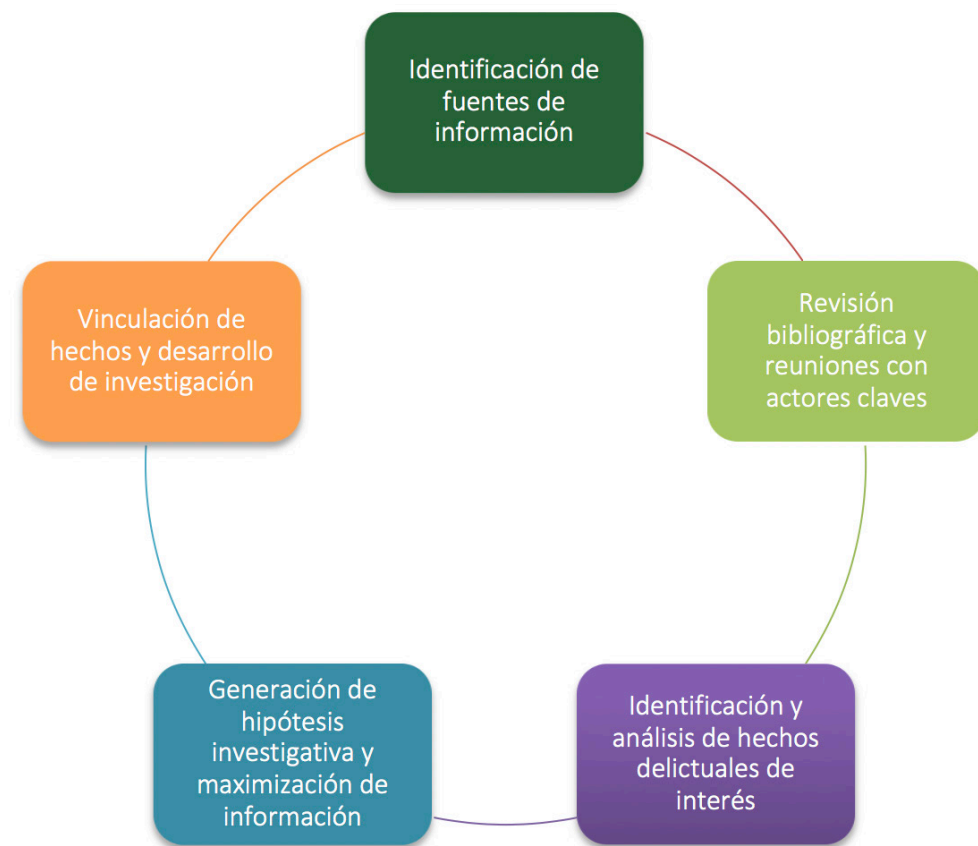 Identificación de
fuentes de
información
Revisión
bibliográfica y
reuniones con
actores claves
Identificación y
análisis de hechos
delictuales de
interés
Generación de
hipótesis
investigativa y
maximización de
información
Vinculación de
hechos y desarrollo
de investigación